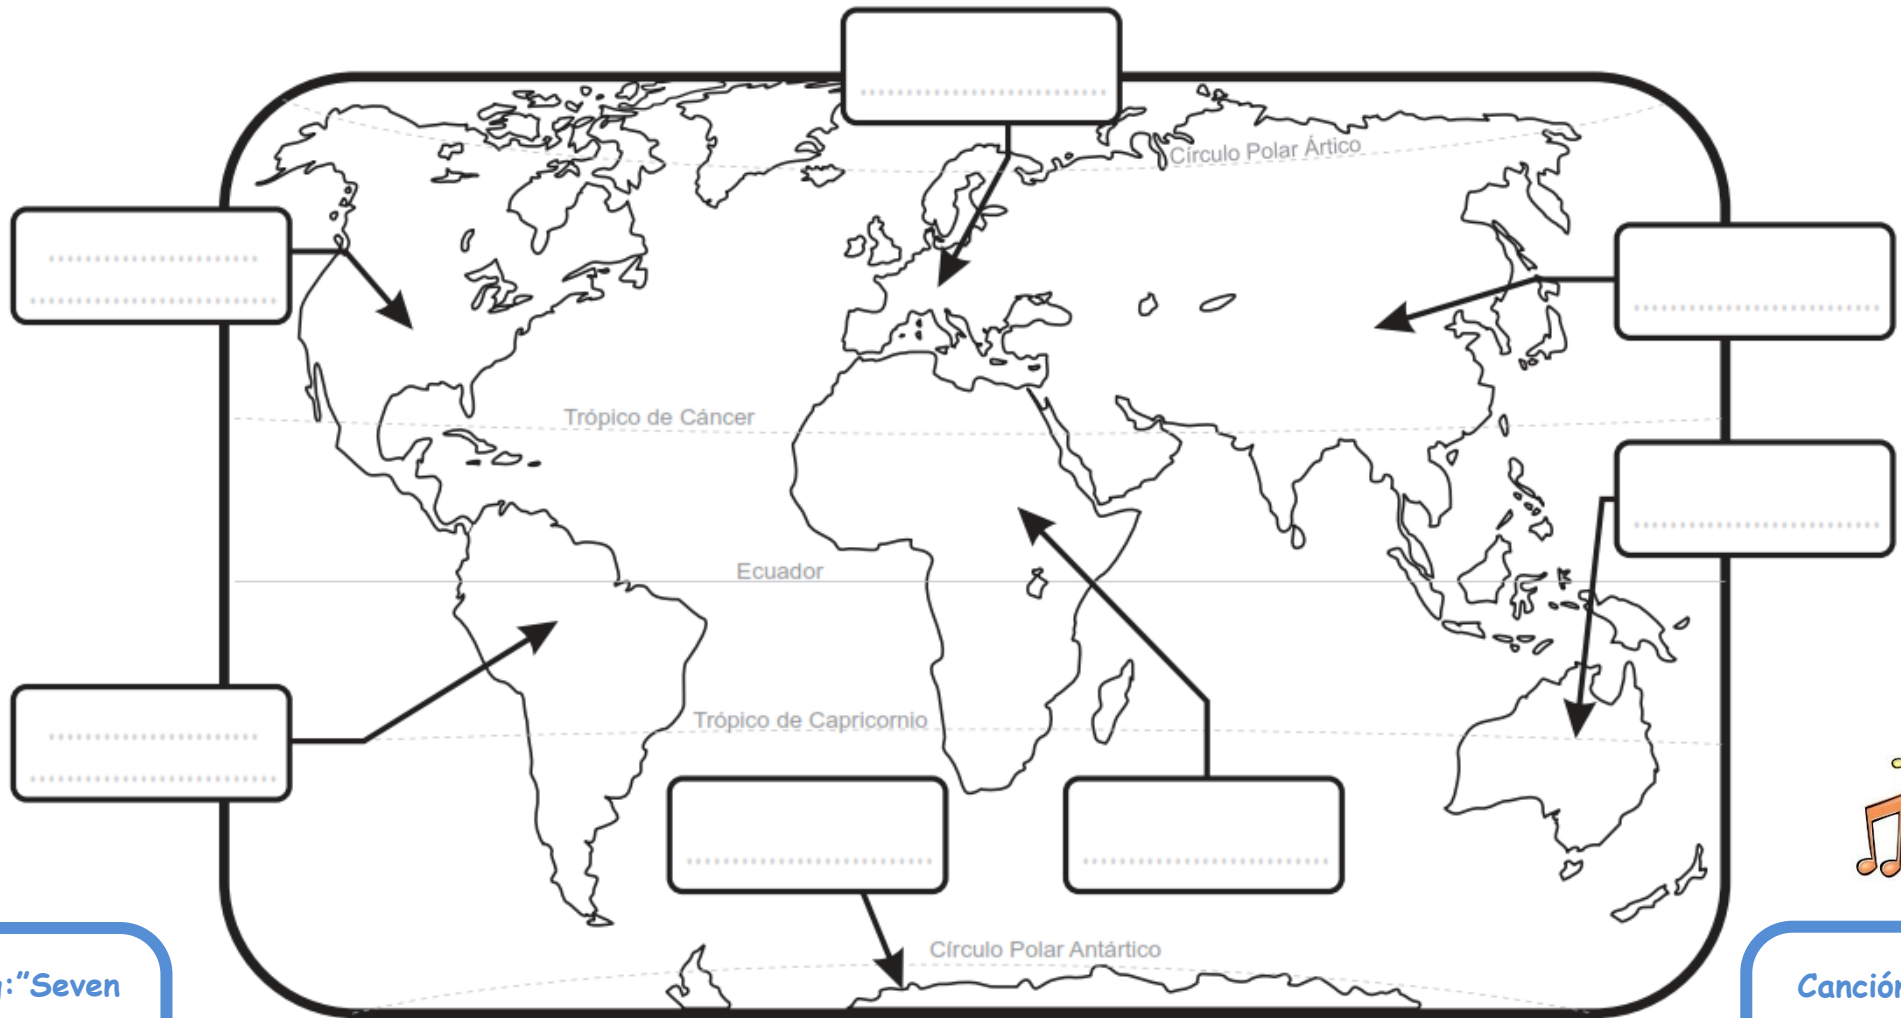 Círculo Polar Ártico
Trópico de Cáncer
Ecuador
Trópico de Capricornio
Círculo Polar Antártico
:"Seven
Canción